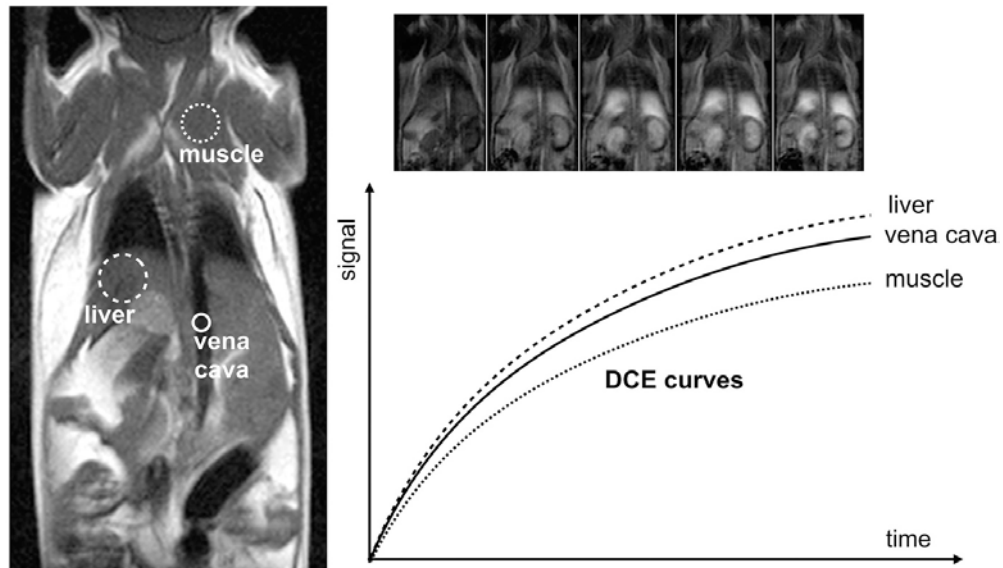 muscle
liver
vena
cava
signal
liver
vena cava
muscle
DCE curves
time